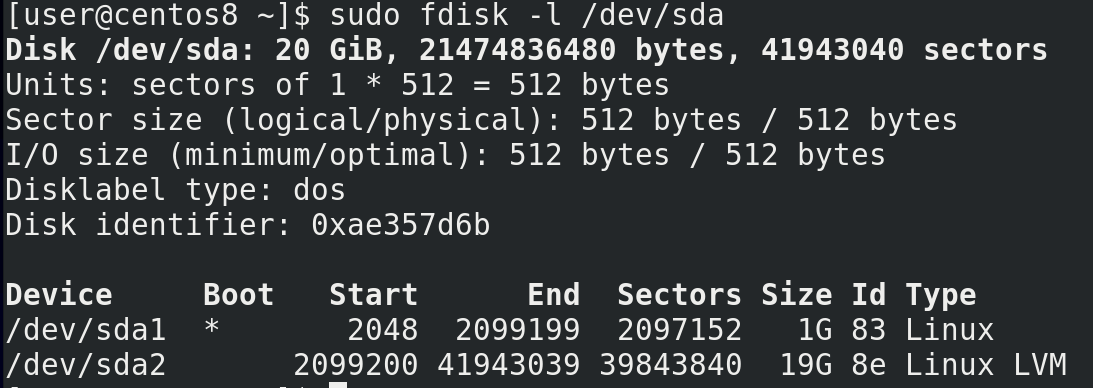 [user@centos8 ~]$ sudo fdisk -l /dev/sda
Disk /dev/sda: 20 GiB, 21474836480 bytes, 41943040 sectors
Units: sectors of 1 * 512 = 512 bytes
Sector size (logical/physical): 512 bytes / 512 bytes
I/O size (minimum/optimal): 512 bytes / 512 bytes
Disklabel type: dos
Disk identifier: 0xae357d6b
Device     Boot   Start      End  Sectors Size Id Type
/dev/sda1  *       2048  2099199  2097152   1G 83 Linux
/dev/sda2       2099200 41943039 39843840  19G 8e Linux LVM